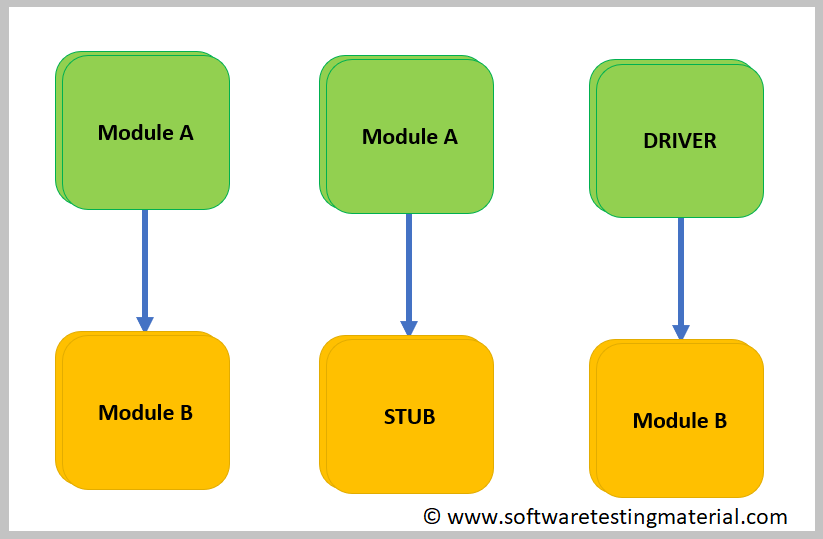 Module A
Module A
DRIVER
Module B
STUB
Module B
© www.softwaretestingmaterial.com